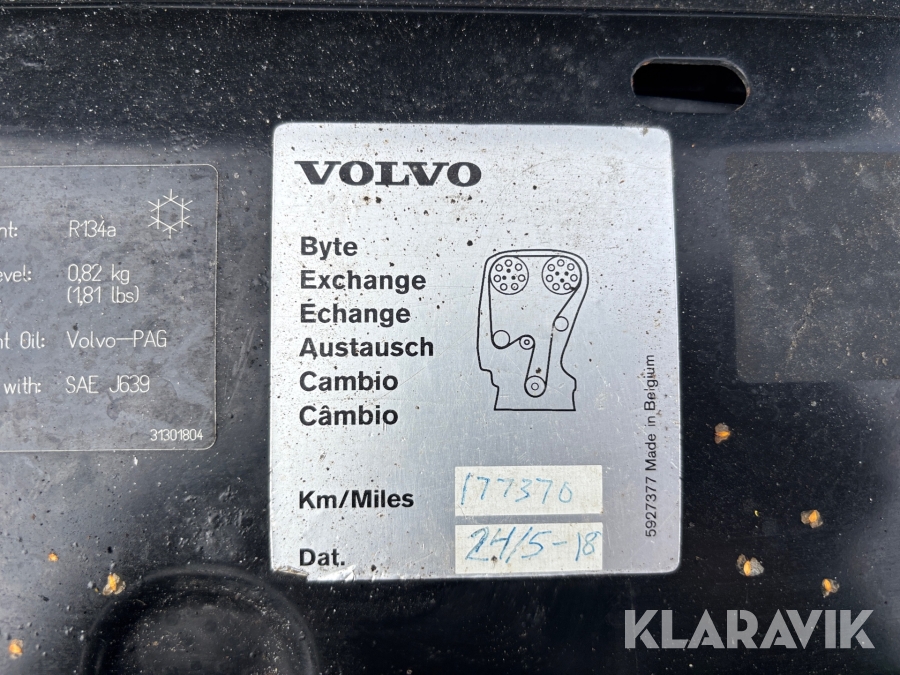 VOLVO
Byte
Exchange
Échange
Austausch
Cambio
Câmbio
Km/Miles 177370
Dat. 24/5-18
5927377 Made in Belgium
nt: R134a
evel: 0,82 kg
(1,81 lbs)
nt Oil: Volvo-PAG
with: SAE J639
31301804
KLARAVIK